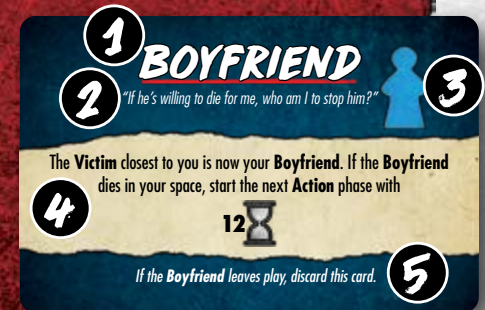 1
BOYFRIEND
2
"If he's willing to die for me, who am I to stop him?"
3
The Victim closest to you is now your Boyfriend. If the Boyfriend
dies in your space, start the next Action phase with
4
12
If the Boyfriend leaves play, discard this card.
5